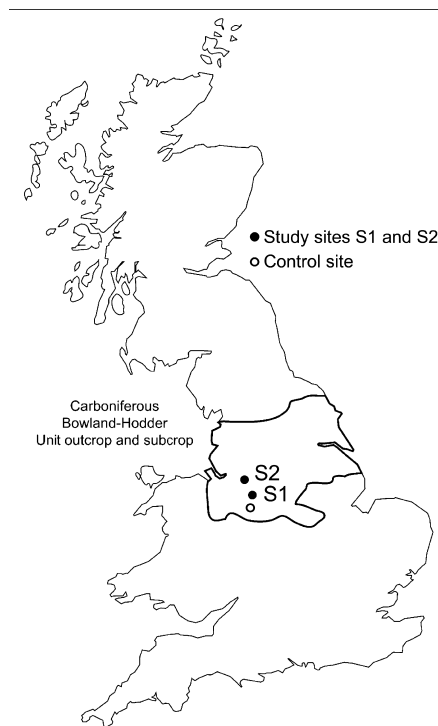 Study sites S1 and S2
Control site
Carboniferous
Bowland-Hodder
Unit outcrop and subcrop
S2
S1